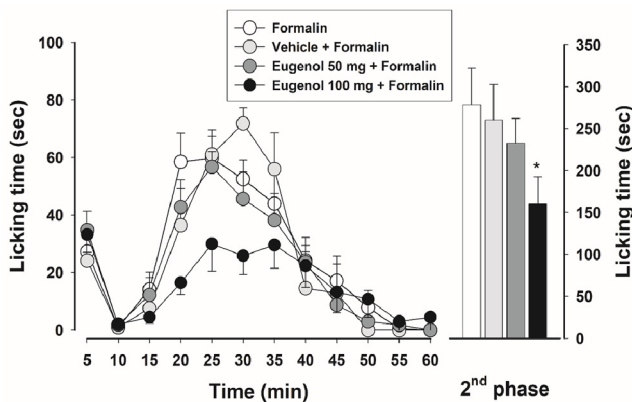 Formalin
Vehicle + Formalin
Eugenol 50 mg + Formalin
Eugenol 100 mg + Formalin
Licking time (sec)
100
80
60
40
20
0
5 10 15 20 25 30 35 40 45 50 55 60
Time (min)
*
350
300
250
200
150
100
50
0
Licking time (sec)
2nd phase